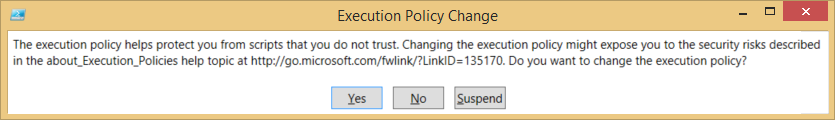 Execution Policy Change
The execution policy helps protect you from scripts that you do not trust. Changing the execution policy might expose you to the security risks described
in the about_Execution_Policies help topic at http://go.microsoft.com/fwlink/?LinkID=135170. Do you want to change the execution policy?
Yes No Suspend